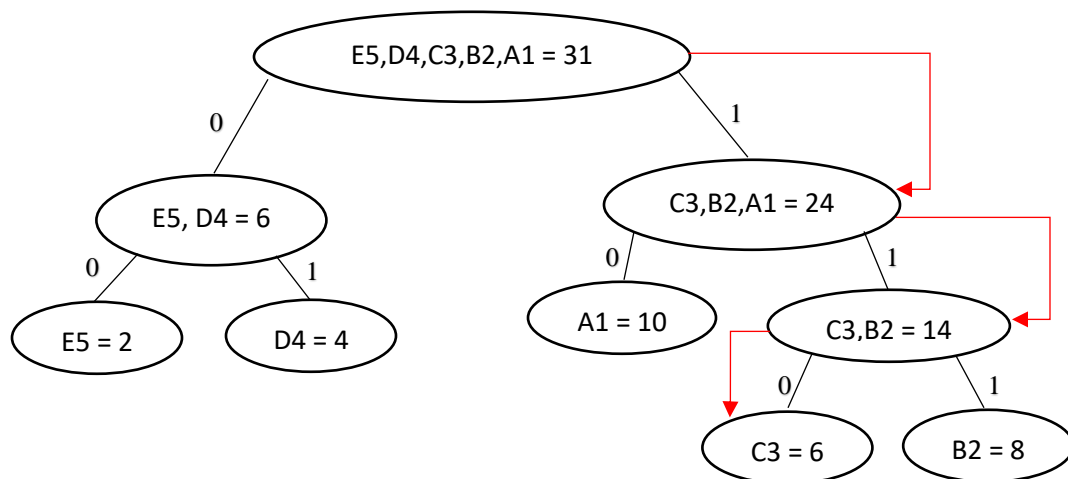 E5,D4,C3,B2,A1 = 31
0
1
E5, D4 = 6
C3,B2,A1 = 24
0
1
0
1
E5 = 2
D4 = 4
A1 = 10
C3,B2 = 14
0
1
C3 = 6
B2 = 8